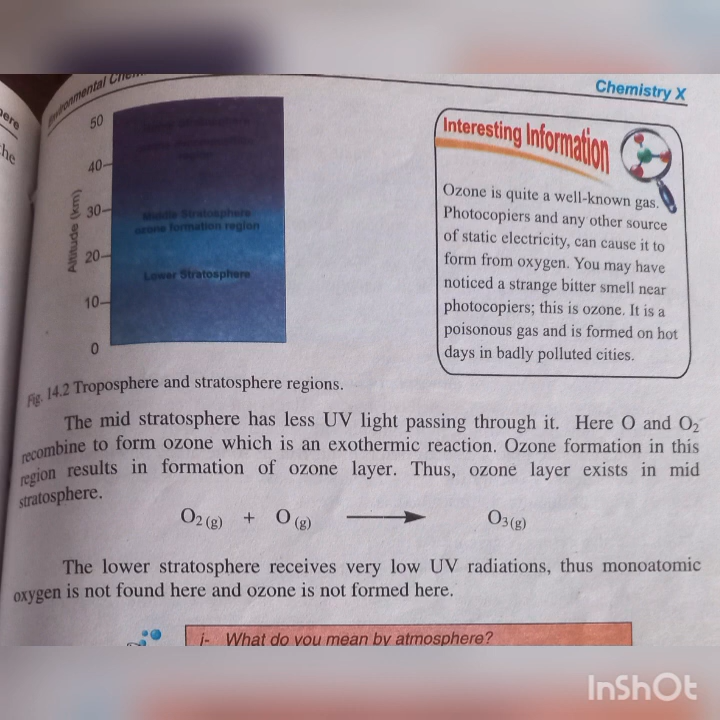 Environmental
Chemistry X
ere
he
50
40
30
20
10
0
Altitude (km)
Middle Stratosphere
ozone formation region
Lower Stratosphere
Fig. 14.2 Troposphere and stratosphere regions.
Interesting Information
Ozone is quite a well-known gas.
Photocopiers and any other source
of static electricity, can cause it to
form from oxygen. You may have
noticed a strange bitter smell near
photocopiers; this is ozone. It is a
poisonous gas and is formed on hot
days in badly polluted cities.
The mid stratosphere has less UV light passing through it. Here O and O₂
recombine to form ozone which is an exothermic reaction. Ozone formation in this
region results in formation of ozone layer. Thus, ozone layer exists in mid
stratosphere.
O₂(g) + O(g) ⟶ O₃(g)
The lower stratosphere receives very low UV radiations, thus monoatomic
oxygen is not found here and ozone is not formed here.
i- What do you mean by atmosphere?
InShOt